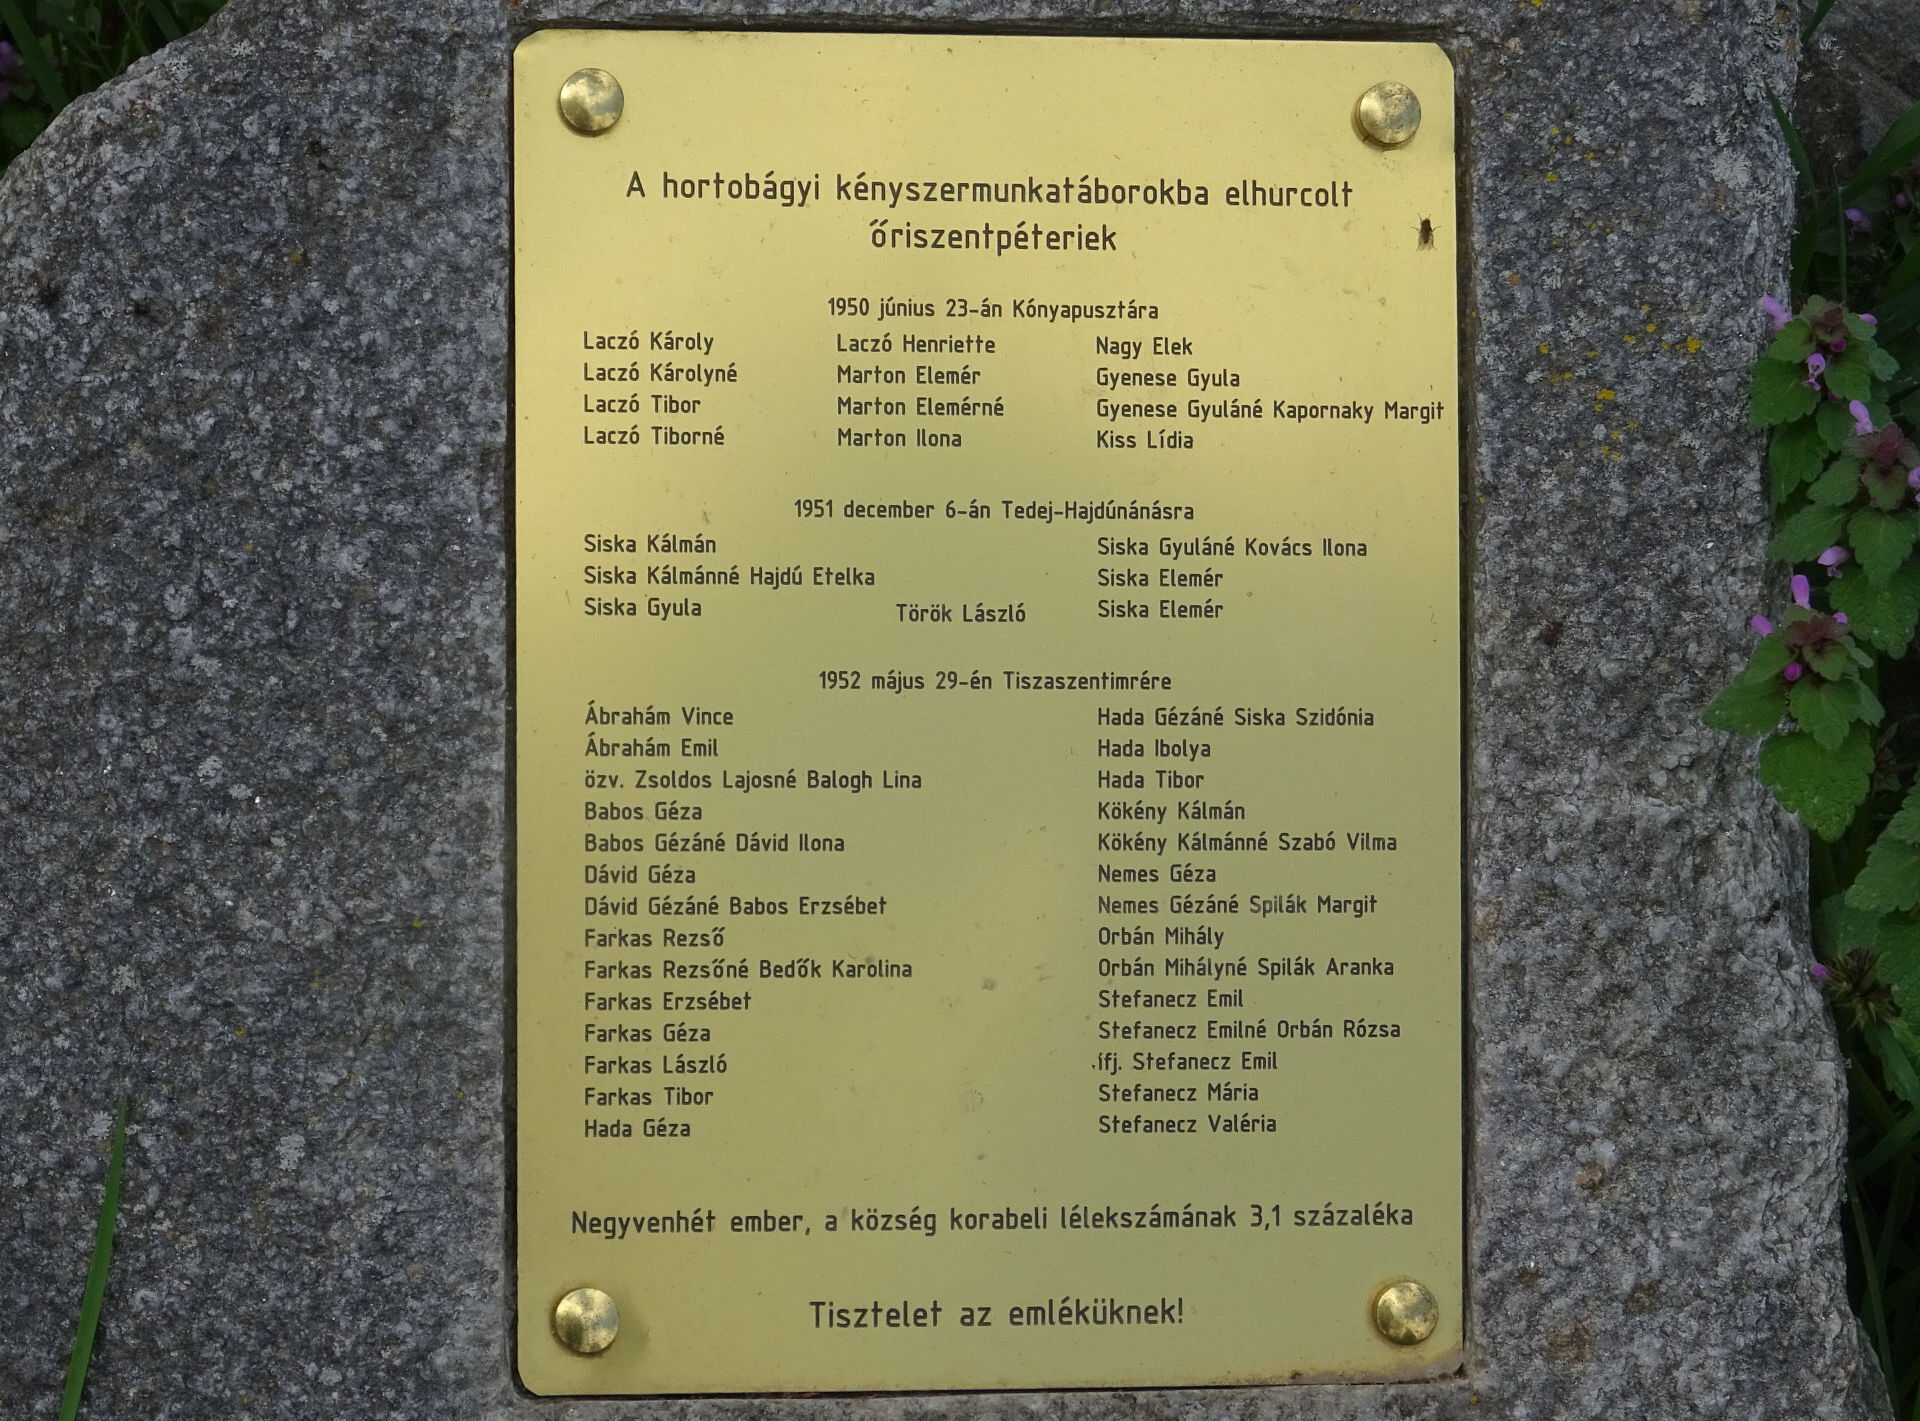 A hortobágyi kényszermunkatáborokba elhurcolt
őriszentpéteriek
1950 június 23-án Kónyapusztára
Laczó Károly Laczó Henriette Nagy Elek
Laczó Károlyné Marton Elemér Gyenese Gyula
Laczó Tibor Marton Elemérné Gyenese Gyuláné Kapornaky Margit
Laczó Tiborné Marton Ilona Kiss Lídia
1951 december 6-án Tedej-Hajdúnánásra
Siska Kálmán Siska Gyuláné Kovács Ilona
Siska Kálmánné Hajdú Etelka Siska Elemér
Siska Gyula Török László Siska Elemér
1952 május 29-én Tiszaszentimrére
Ábrahám Vince Hada Gézáné Siska Szidónia
Ábrahám Emil Hada Ibolya
özv. Zsoldos Lajosné Balogh Lina Hada Tibor
Babos Géza Kökény Kálmán
Babos Gézáné Dávid Ilona Kökény Kálmánné Szabó Vilma
Dávid Géza Nemes Géza
Dávid Gézáné Babos Erzsébet Nemes Gézáné Spilák Margit
Farkas Rezső Orbán Mihály
Farkas Rezsőné Bedők Karolina Orbán Mihályné Spilák Aranka
Farkas Erzsébet Stefanecz Emil
Farkas Géza Stefanecz Emilné Orbán Rózsa
Farkas László ifj. Stefanecz Emil
Farkas Tibor Stefanecz Mária
Hada Géza Stefanecz Valéria
Negyvenhét ember, a község korabeli lélekszámának 3,1 százaléka
Tisztelet az emléküknek!